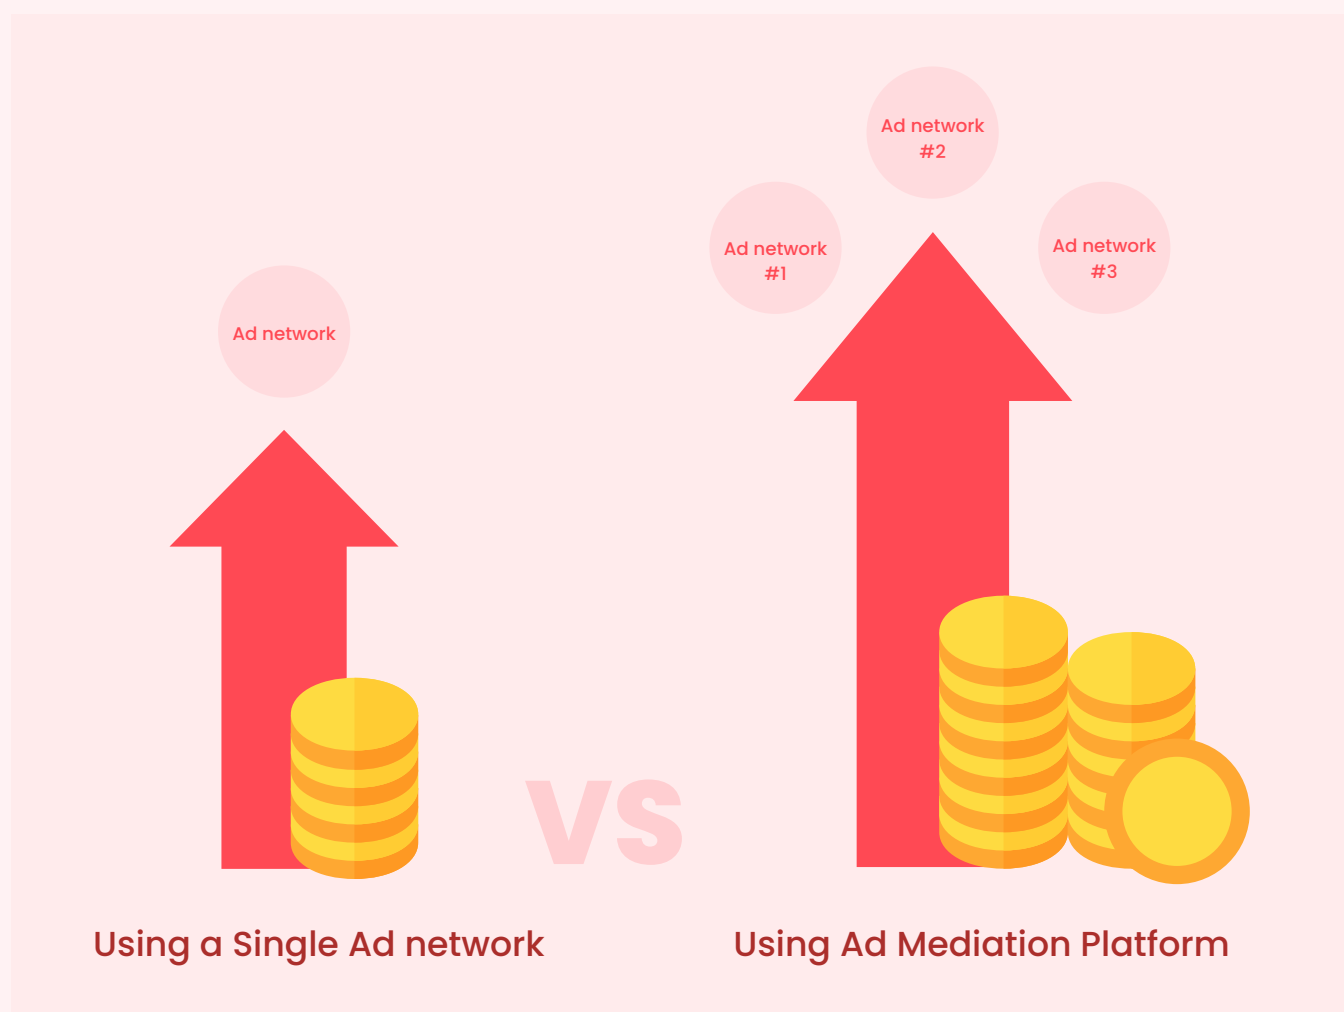 Ad network
#2
Ad network
#1
Ad network
#3
Ad network
VS
Using a Single Ad network
Using Ad Mediation Platform